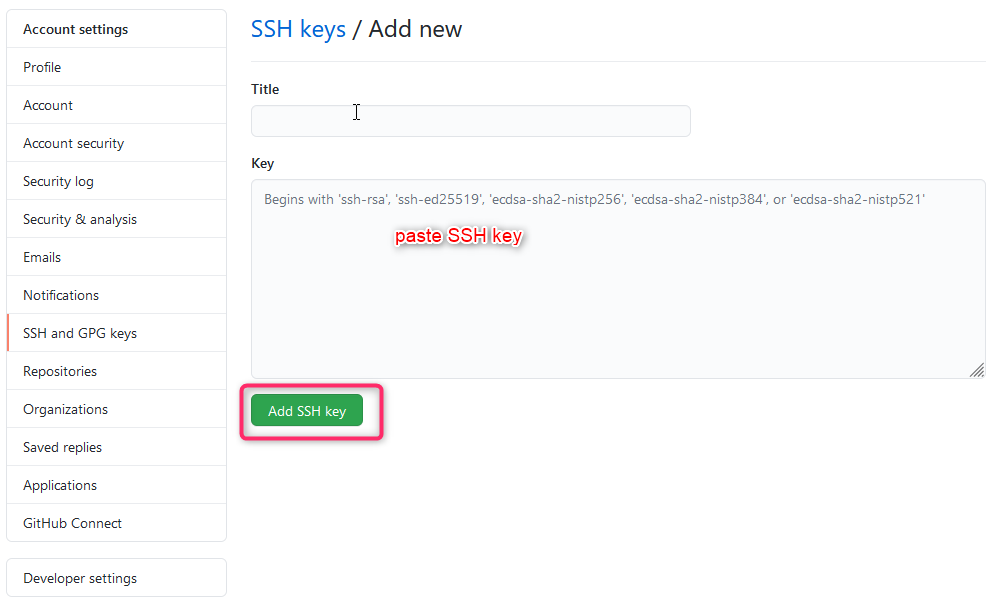 Account settings
Profile
Account
Account security
Security log
Security & analysis
Emails
Notifications
SSH and GPG keys
Repositories
Organizations
Saved replies
Applications
GitHub Connect
Developer settings
SSH keys / Add new
Title
Key
Begins with 'ssh-rsa', 'ssh-ed25519', 'ecdsa-sha2-nistp256', 'ecdsa-sha2-nistp384', or 'ecdsa-sha2-nistp521'
paste SSH key
Add SSH key